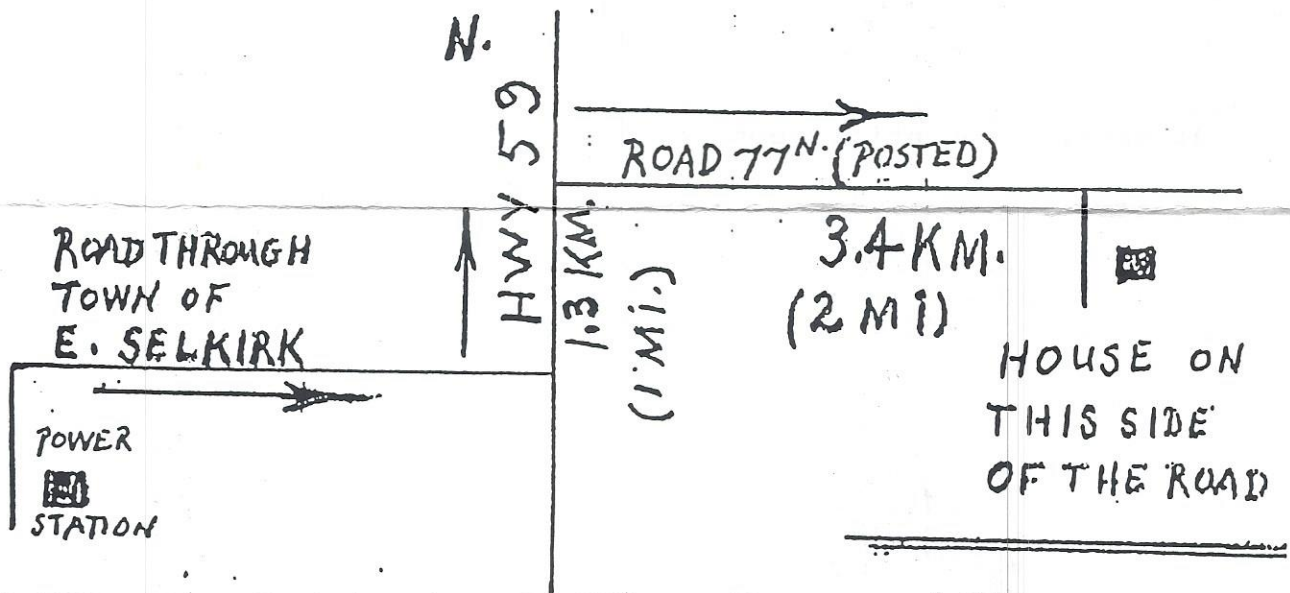 N.
HWY 59
ROAD 77N. (POSTED)
1.3 KM.
(1 Mi.)
3.4 KM.
(2 Mi)
ROAD THROUGH
TOWN OF
E. SELKIRK
POWER
STATION
HOUSE ON
THIS SIDE
OF THE ROAD